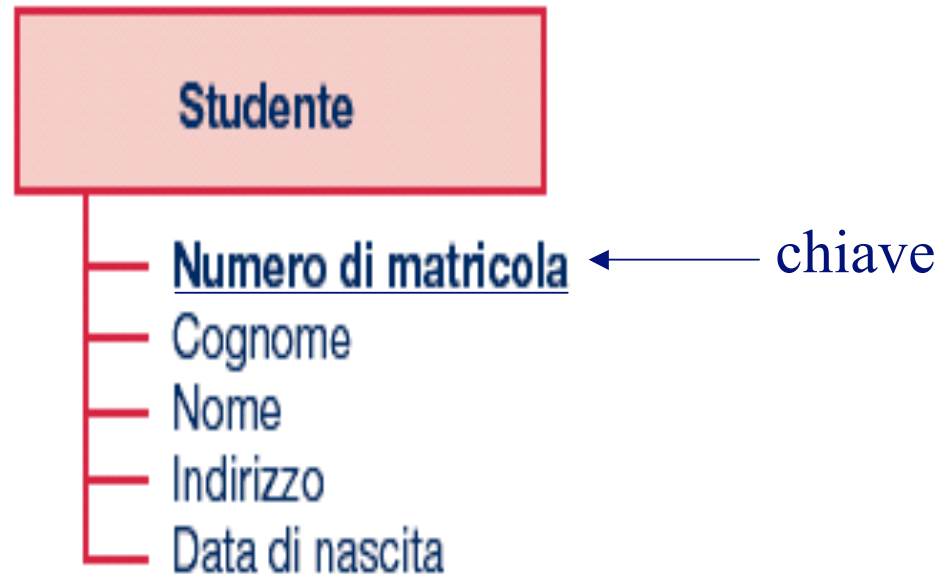 Studente
Numero di matricola chiave
Cognome
Nome
Indirizzo
Data di nascita